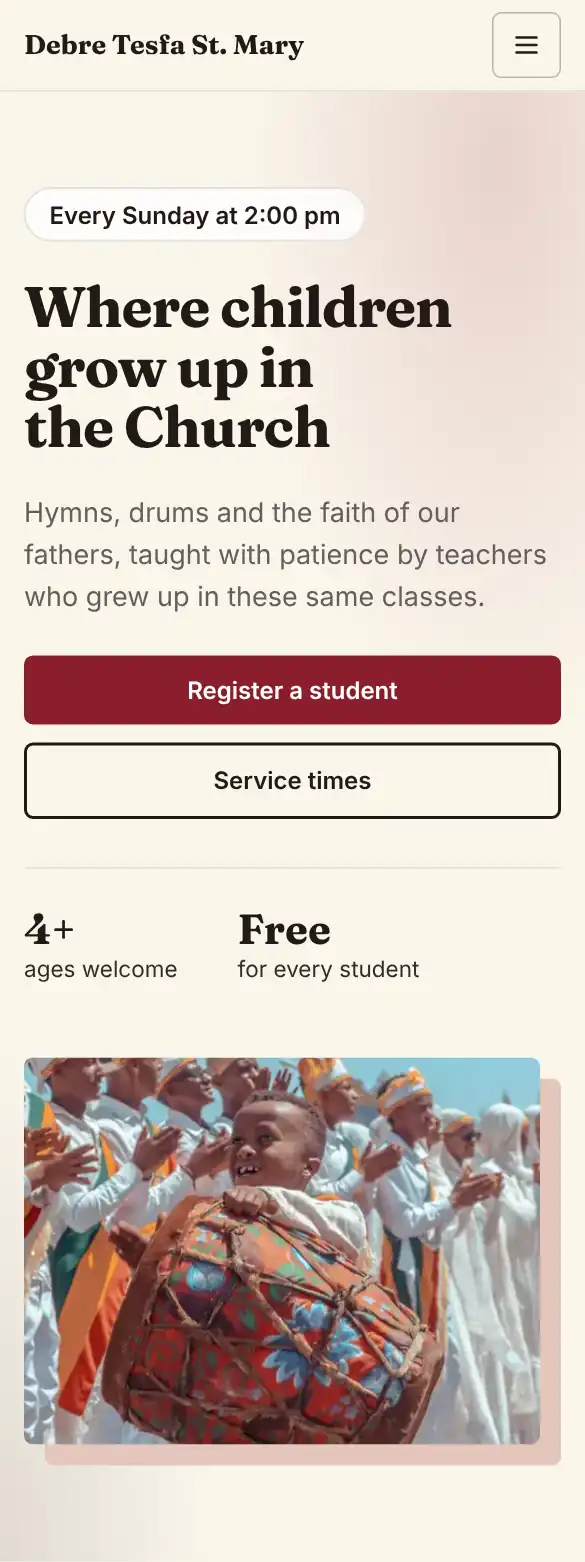 Debre Tesfa St. Mary
Every Sunday at 2:00 pm
Where children
grow up in
the Church
Hymns, drums and the faith of our
fathers, taught with patience by teachers
who grew up in these same classes.
Register a student
Service times
4+
ages welcome
Free
for every student